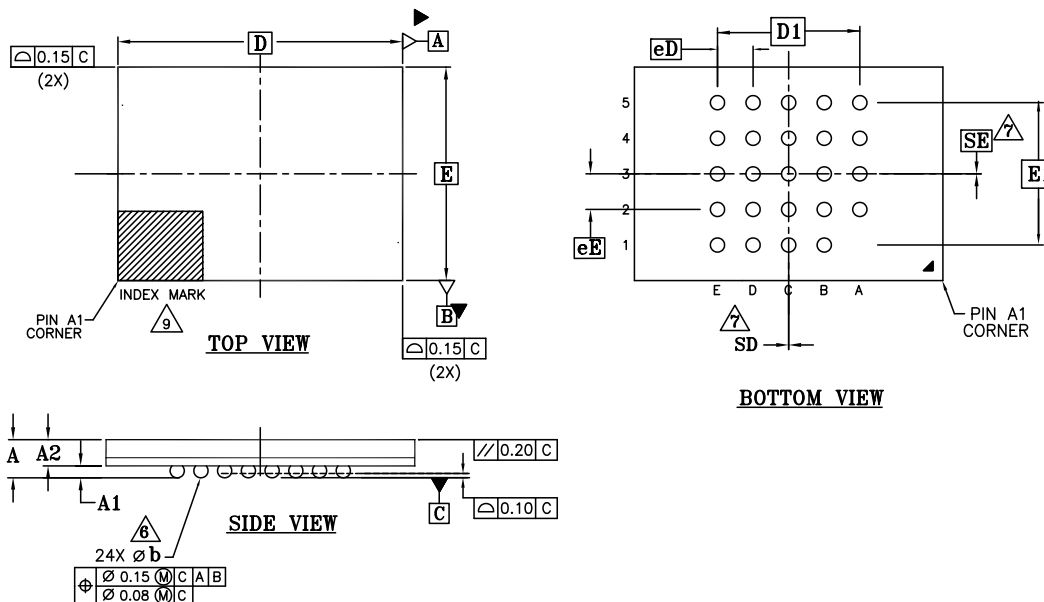 D
A
⌓ 0.15 C
(2X)
E
INDEX MARK
PIN A1
CORNER
9
B
TOP VIEW
⌓ 0.15 C
(2X)
D1
eD
5
4
3
2
1
7
SE
E
eE
E D C B A
7
SD
PIN A1
CORNER
BOTTOM VIEW
A
A2
A1
// 0.20 C
C
⌓ 0.10 C
6
SIDE VIEW
24X ⌀ b
⌖ ⌀ 0.15 Ⓜ C A B
⌀ 0.08 Ⓜ C